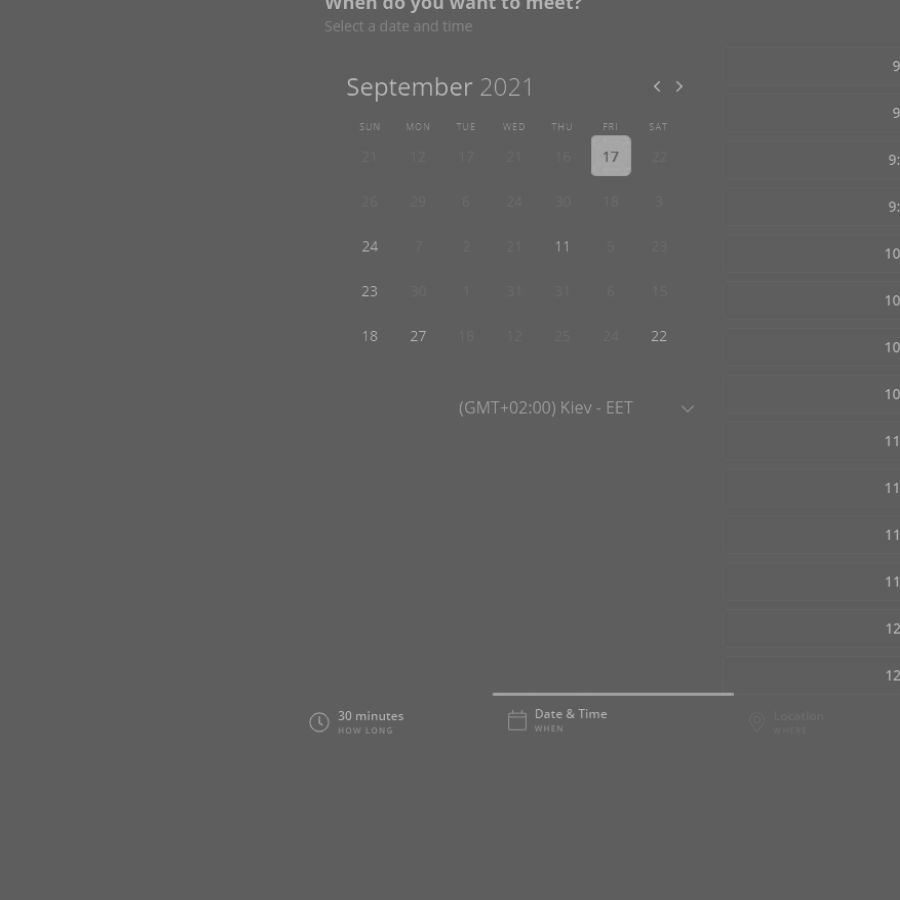 When do you want to meet?
Select a date and time
September 2021
SUN MON TUE WED THU FRI SAT
21 12 17 21 16 17 22
26 29 6 24 30 18 3
24 7 2 21 11 5 23
23 30 1 31 31 6 15
18 27 18 12 25 24 22
(GMT+02:00) Kiev - EET
9
9
9:
9:
10
10
10
10
11
11
11
11
12
12
30 minutes
HOW LONG
Date & Time
WHEN
Location
WHERE